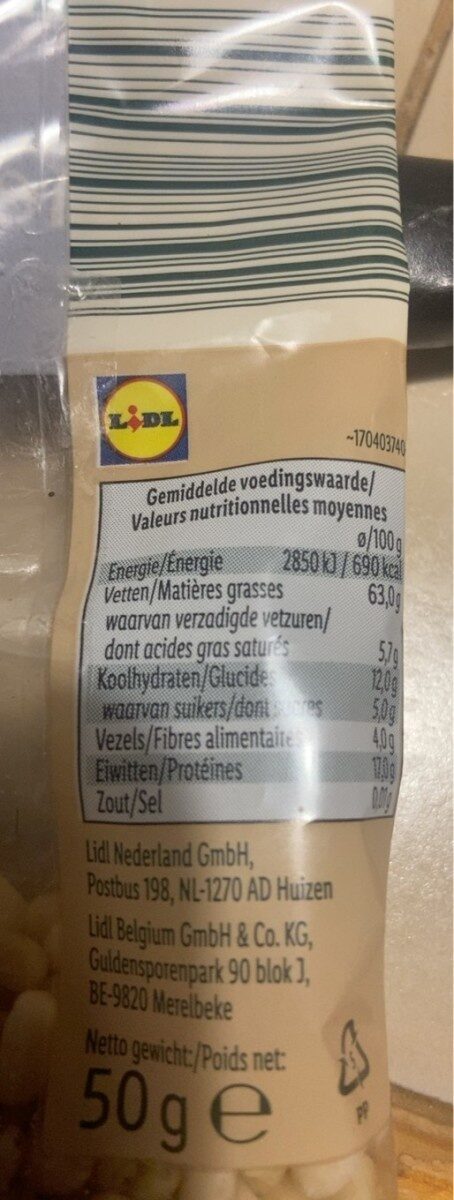 LIDL
~170403740
Gemiddelde voedingswaarde/
Valeurs nutritionnelles moyennes
ø/100 g
Energie/Énergie 2850 kJ / 690 kcal
Vetten/Matières grasses 63,0 g
waarvan verzadigde vetzuren/
dont acides gras saturés 5,7 g
Koolhydraten/Glucides 12,0 g
waarvan suikers/dont sucres 5,0 g
Vezels/Fibres alimentaires 4,0 g
Eiwitten/Protéines 17,0 g
Zout/Sel 0,01 g
Lidl Nederland GmbH,
Postbus 198, NL-1270 AD Huizen
Lidl Belgium GmbH & Co. KG,
Guldensporenpark 90 blok J,
BE-9820 Merelbeke
Netto gewicht:/Poids net:
50 g e
5
PP